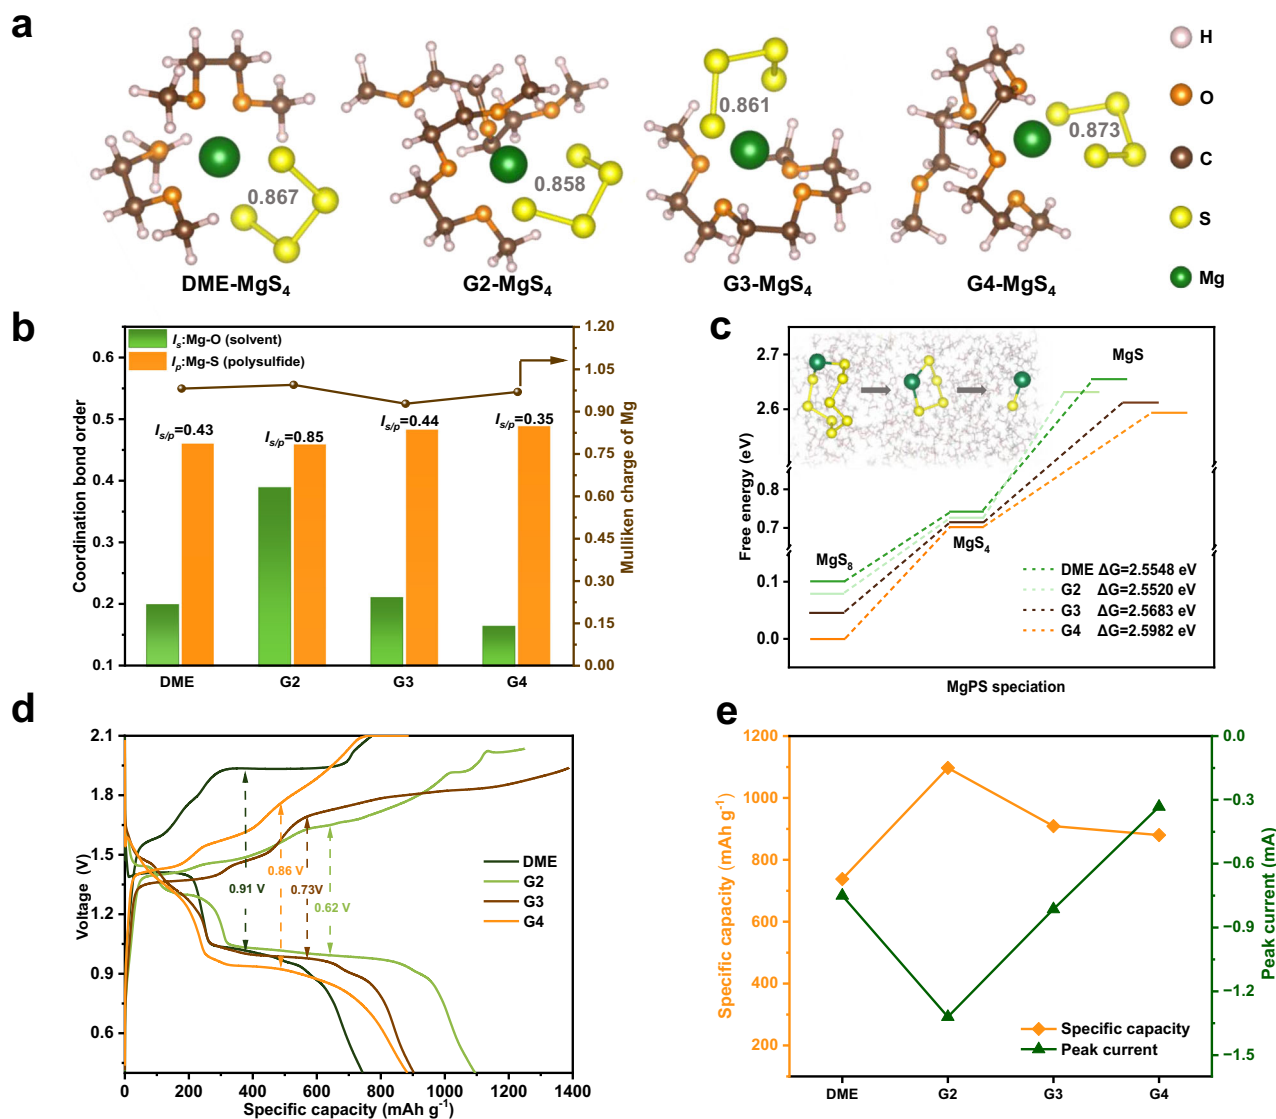 a
H
O
C
S
Mg
0.867
0.858
0.861
0.873
DME-MgS₄
G2-MgS₄
G3-MgS₄
G4-MgS₄
b
Iₛ:Mg-O (solvent)
Iₚ:Mg-S (polysulfide)
Iₛ/ₚ=0.43
Iₛ/ₚ=0.85
Iₛ/ₚ=0.44
Iₛ/ₚ=0.35
Coordination bond order
0.6
0.5
0.4
0.3
0.2
0.1
DME
G2
G3
G4
1.20
1.05
0.90
0.75
0.60
0.45
0.30
0.15
0.00
Mulliken charge of Mg
c
Free energy (eV)
2.7
2.6
0.8
0.7
0.1
0.0
MgS₈
MgS₄
MgS
DME ΔG=2.5548 eV
G2 ΔG=2.5520 eV
G3 ΔG=2.5683 eV
G4 ΔG=2.5982 eV
MgPS speciation
d
Voltage (V)
2.1
1.8
1.5
1.2
0.9
0.6
0.91 V
0.86 V
0.73V
0.62 V
DME
G2
G3
G4
0
200
400
600
800
1000
1200
1400
Specific capacity (mAh g⁻¹)
e
Specific capacity (mAh g⁻¹)
1200
1000
800
600
400
200
Specific capacity
Peak current
DME
G2
G3
G4
0.0
−0.3
−0.6
−0.9
−1.2
−1.5
Peak current (mA)